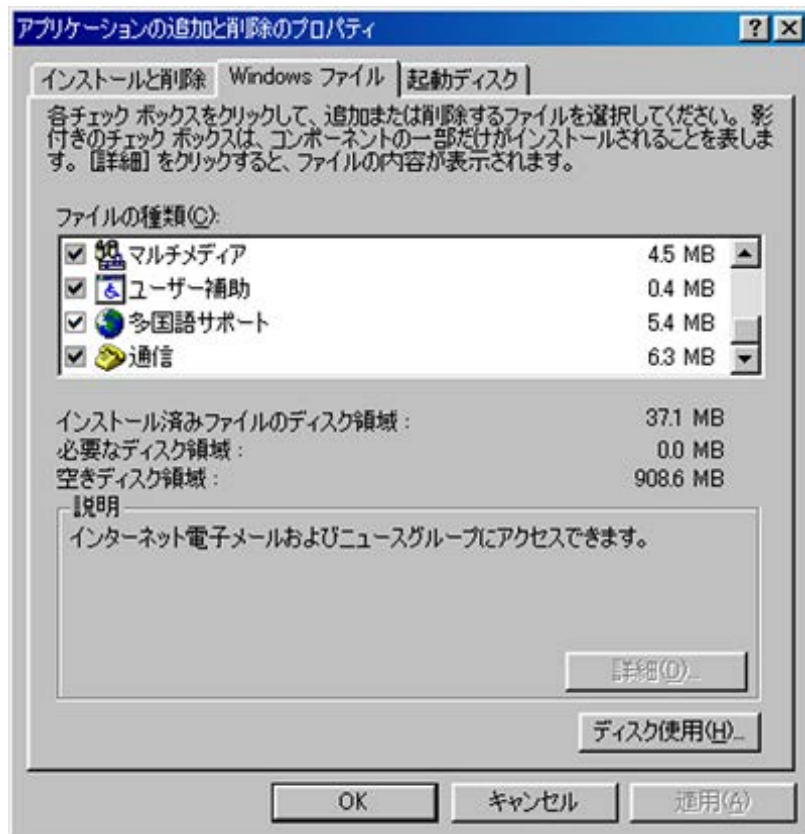 アプリケーションの追加と削除のプロパティ
インストールと削除 Windows ファイル 起動ディスク
各チェック ボックスをクリックして、追加または削除するファイルを選択してください。影
付きのチェック ボックスは、コンポーネントの一部だけがインストールされることを表しま
す。[詳細] をクリックすると、ファイルの内容が表示されます。
ファイルの種類(C):
マルチメディア 4.5 MB
ユーザー補助 0.4 MB
多国語サポート 5.4 MB
通信 6.3 MB
インストール済みファイルのディスク領域 : 37.1 MB
必要なディスク領域 : 0.0 MB
空きディスク領域 : 908.6 MB
説明
インターネット電子メールおよびニュースグループにアクセスできます。
詳細(D)...
ディスク使用(H)...
OK キャンセル 適用(A)